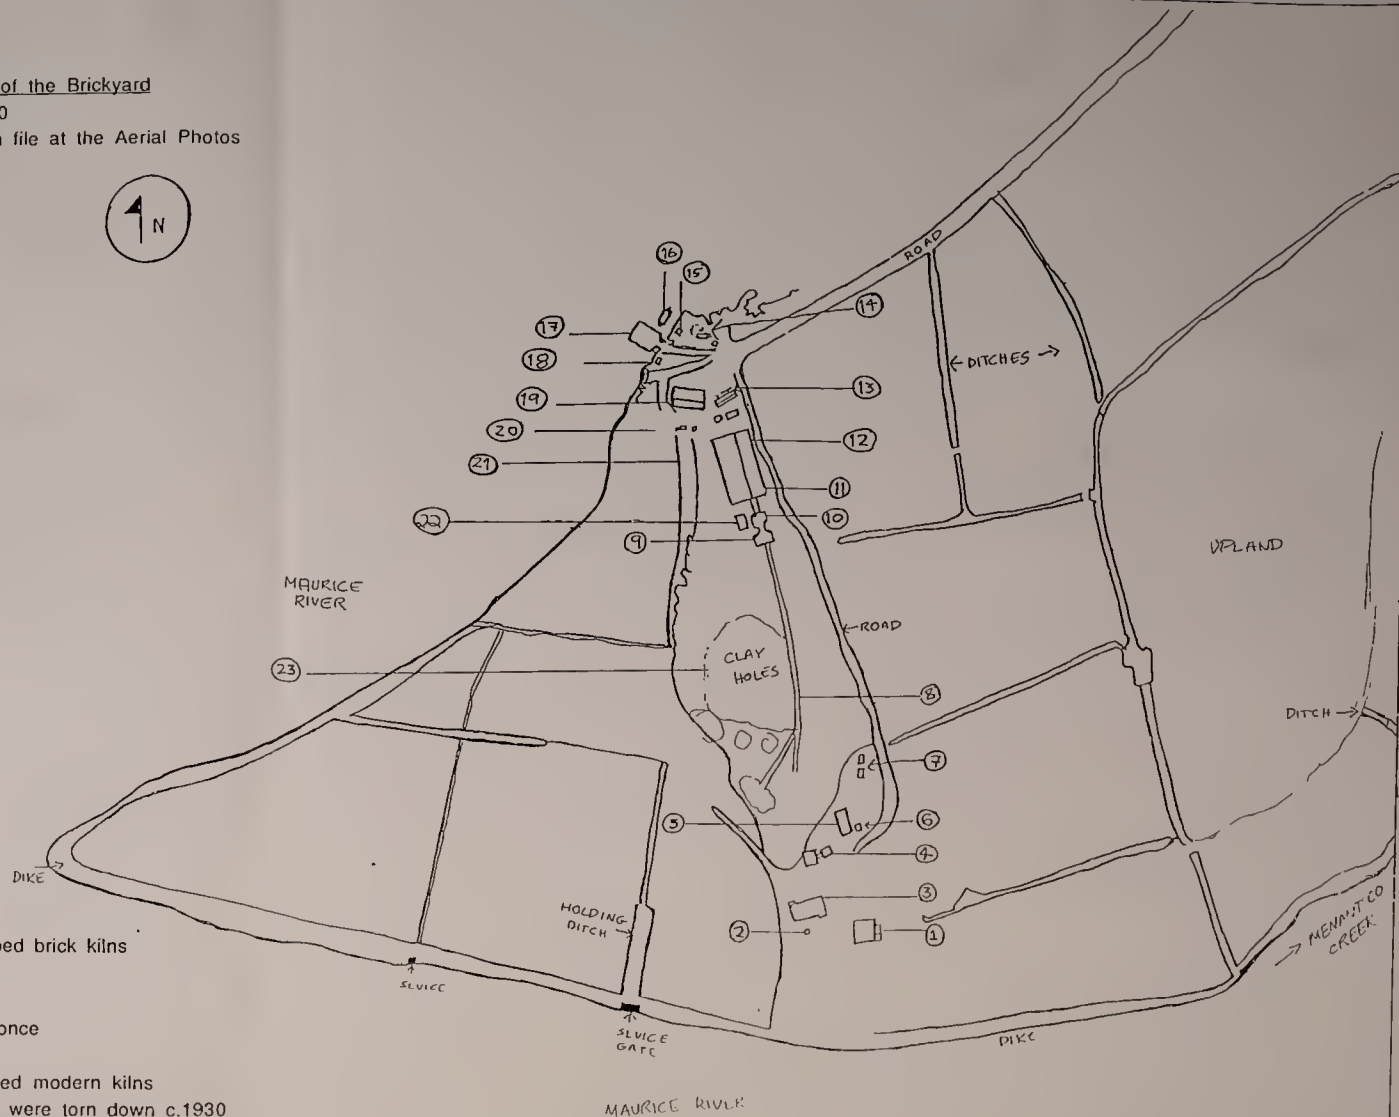 of the Brickyard
0
file at the Aerial Photos
N
16
15
ROAD
14
17
18
← DITCHES →
13
19
20
12
21
11
22
10
9
UPLAND
MAURICE
RIVER
← ROAD
CLAY
HOLES
23
8
DITCH →
7
5
6
4
DIKE
3
HOLDING
DITCH →
2
1
→ MENANTCO
CREEK
ped brick kilns
SLUICE
once
SLUICE
GATE
DIKE
ed modern kilns
were torn down c.1930
MAURICE RIVER